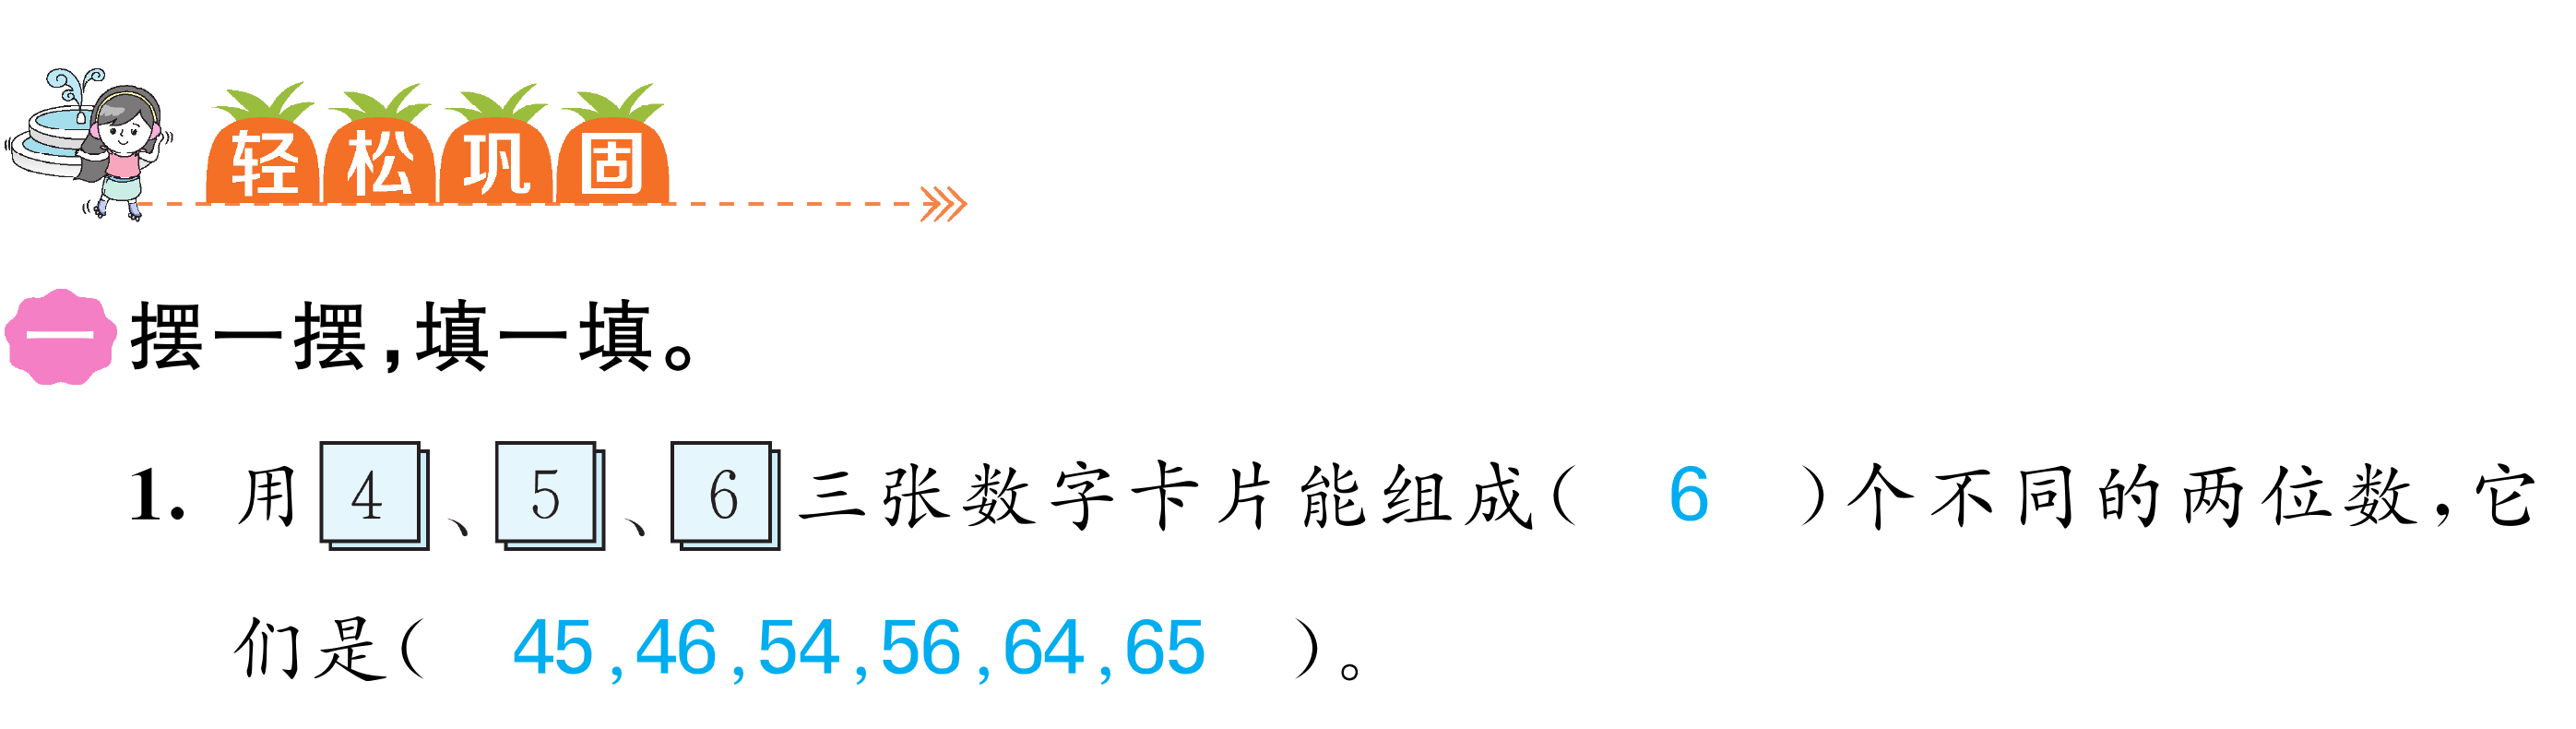 轻松巩固
一 摆一摆,填一填。
1. 用 4 、 5 、 6 三张数字卡片能组成( 6 )个不同的两位数,它
们是( 45,46,54,56,64,65 )。